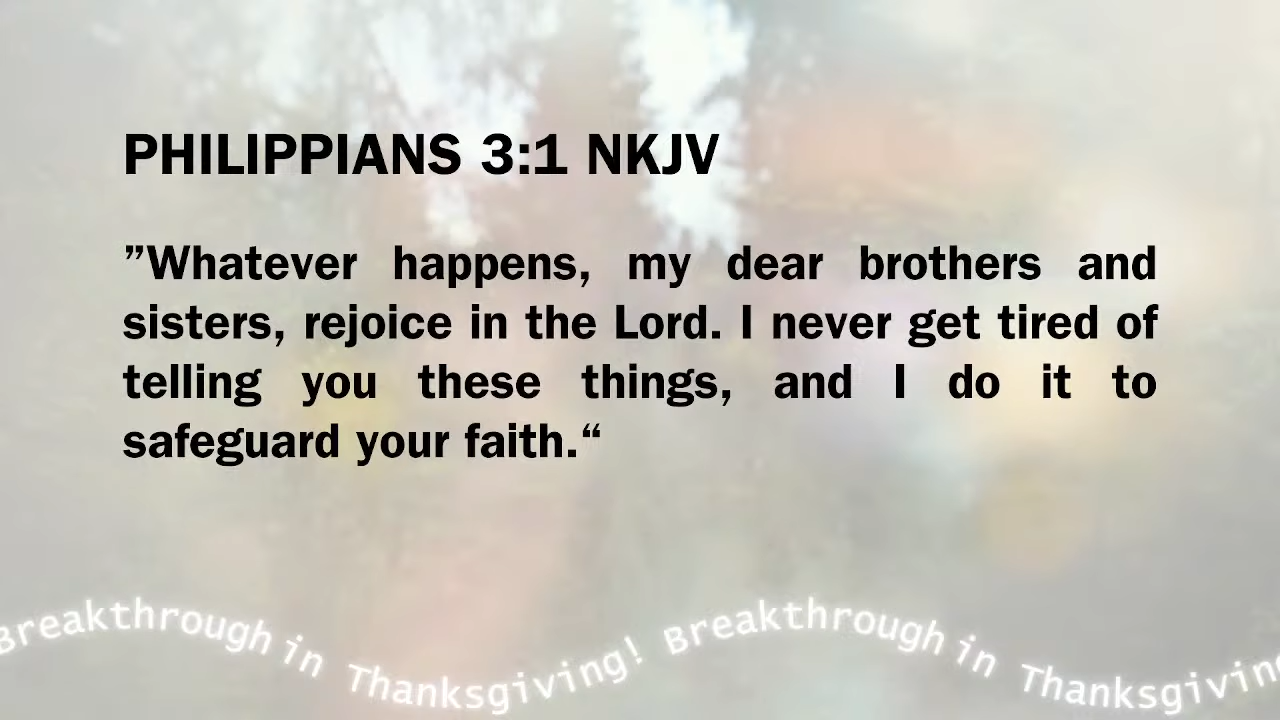 PHILIPPIANS 3:1 NKJV
”Whatever happens, my dear brothers and
sisters, rejoice in the Lord. I never get tired of
telling you these things, and I do it to
safeguard your faith.“
Breakthrough in Thanksgiving! Breakthrough in Thanksgiving